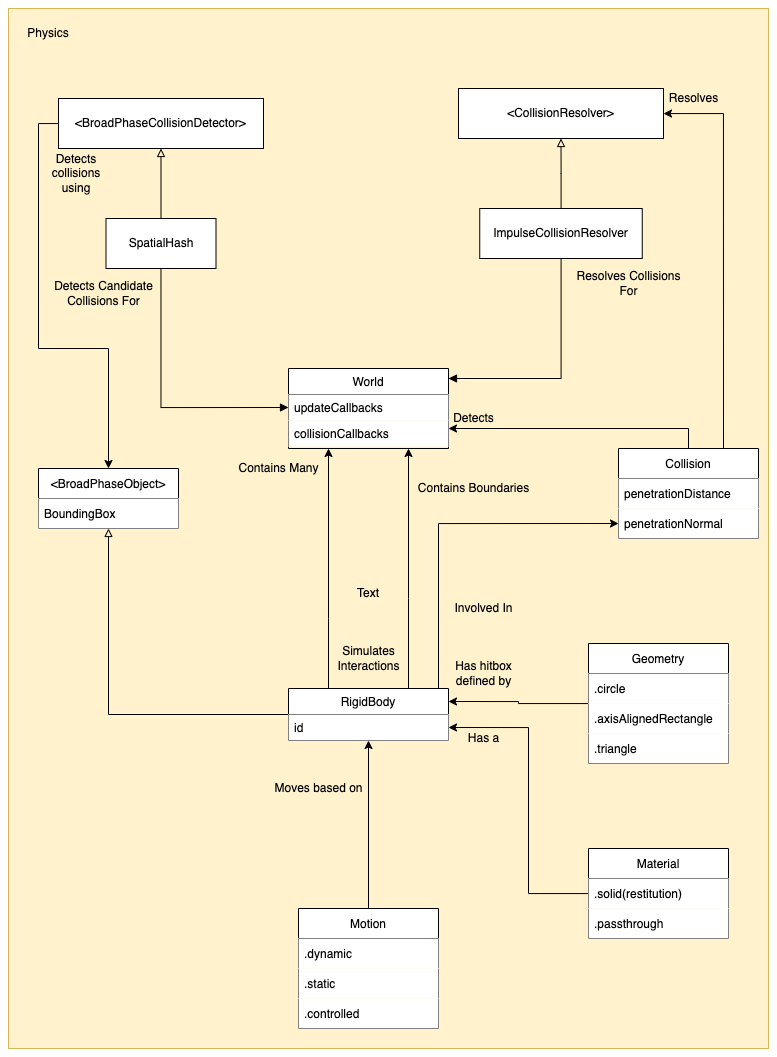 Physics
<BroadPhaseCollisionDetector>
<CollisionResolver>
Resolves
Detects
collisions
using
SpatialHash
ImpulseCollisionResolver
Detects Candidate
Collisions For
Resolves Collisions
For
World
updateCallbacks
collisionCallbacks
Detects
Contains Many
Contains Boundaries
Collision
penetrationDistance
penetrationNormal
<BroadPhaseObject>
BoundingBox
Text
Involved In
Simulates
Interactions
Has hitbox
defined by
Geometry
.circle
.axisAlignedRectangle
.triangle
RigidBody
id
Has a
Moves based on
Material
.solid(restitution)
.passthrough
Motion
.dynamic
.static
.controlled